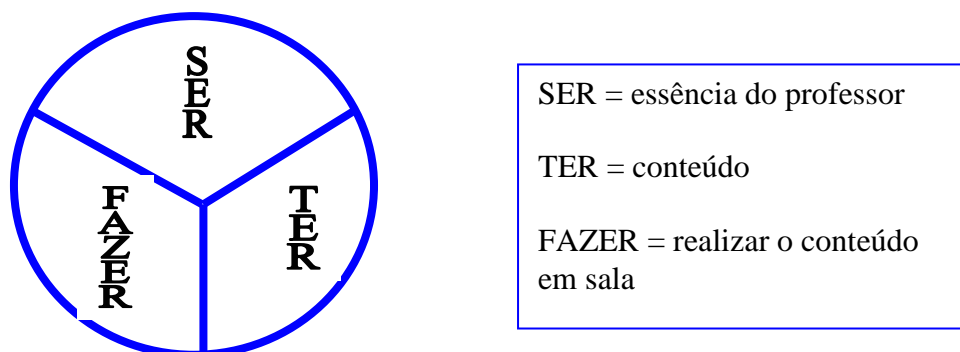 SER
FAZER
TER
SER = essência do professor
TER = conteúdo
FAZER = realizar o conteúdo
em sala